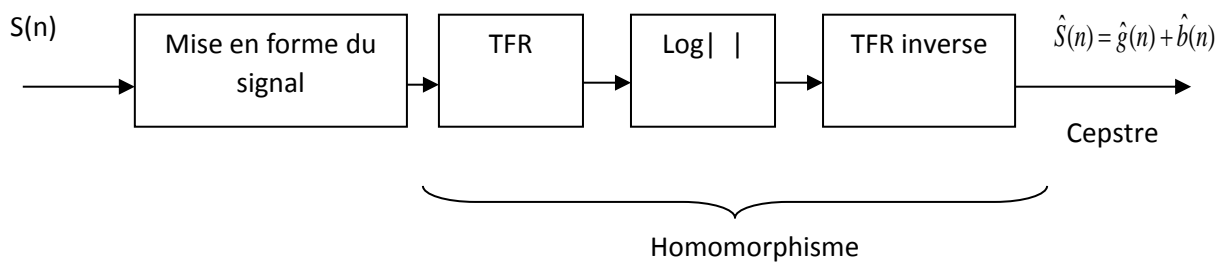 S(n)
Mise en forme du
signal
TFR
Log| |
TFR inverse
Ŝ(n) = ĝ(n) + b̂(n)
Cepstre
Homomorphisme